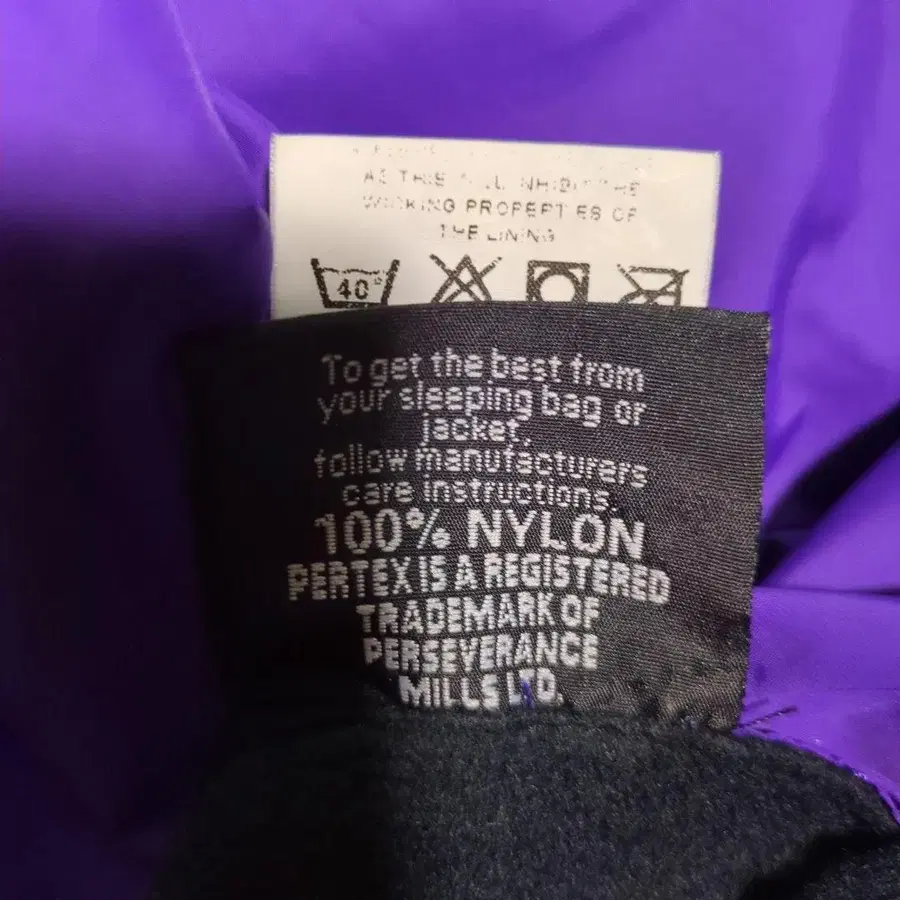 AS THIS WILL INHIBIT THE
WICKING PROPERTIES OF
THE LINING
40°
To get the best from
your sleeping bag or
jacket,
follow manufacturers
care instructions.
100% NYLON
PERTEX IS A REGISTERED
TRADEMARK OF
PERSEVERANCE
MILLS LTD.